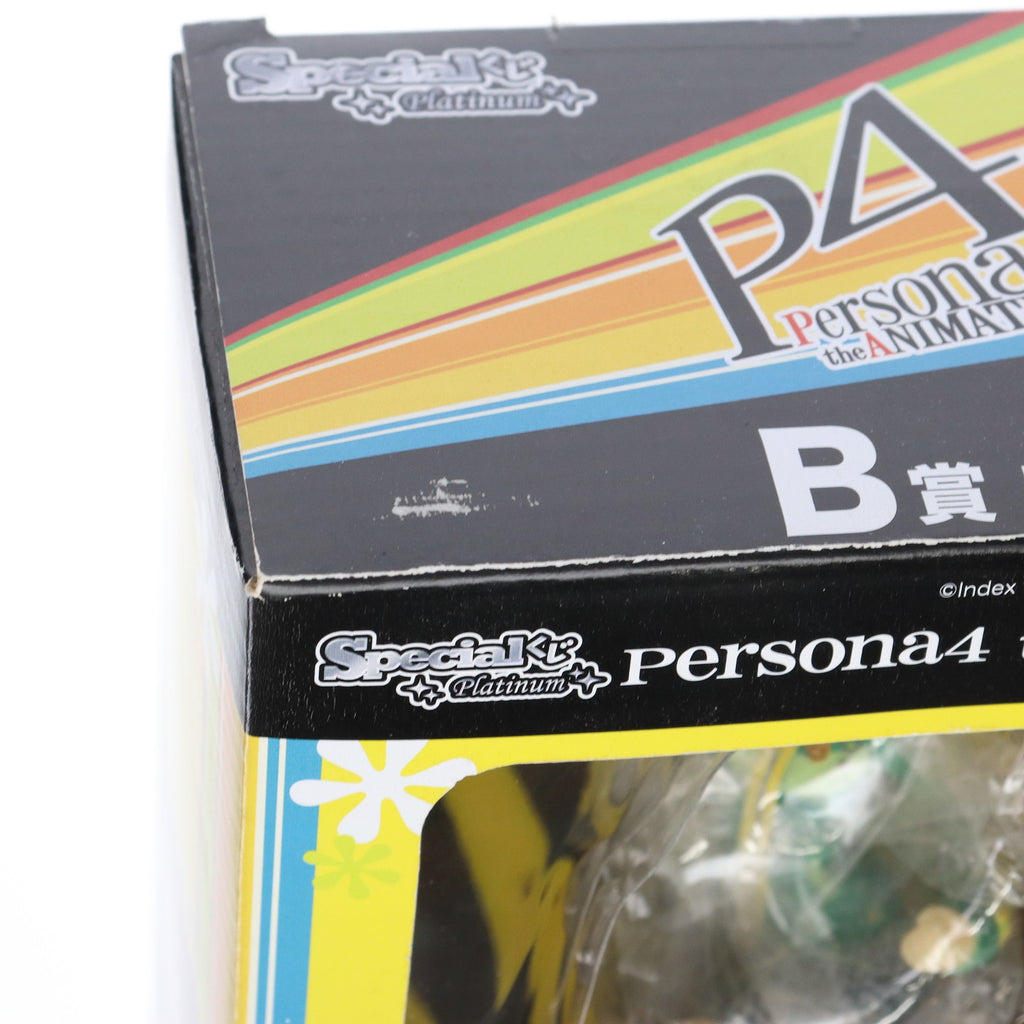 Specialくじ
Platinum
P4
Persona
the ANIMAT
B賞
©Index
Specialくじ
Platinum
Persona4